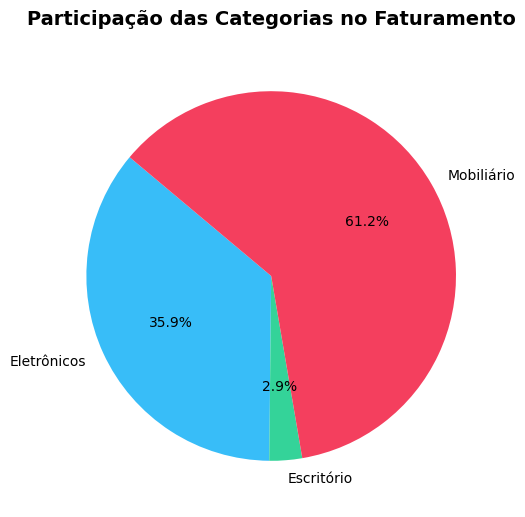 Participação das Categorias no Faturamento
Mobiliário
61.2%
35.9%
Eletrônicos
2.9%
Escritório